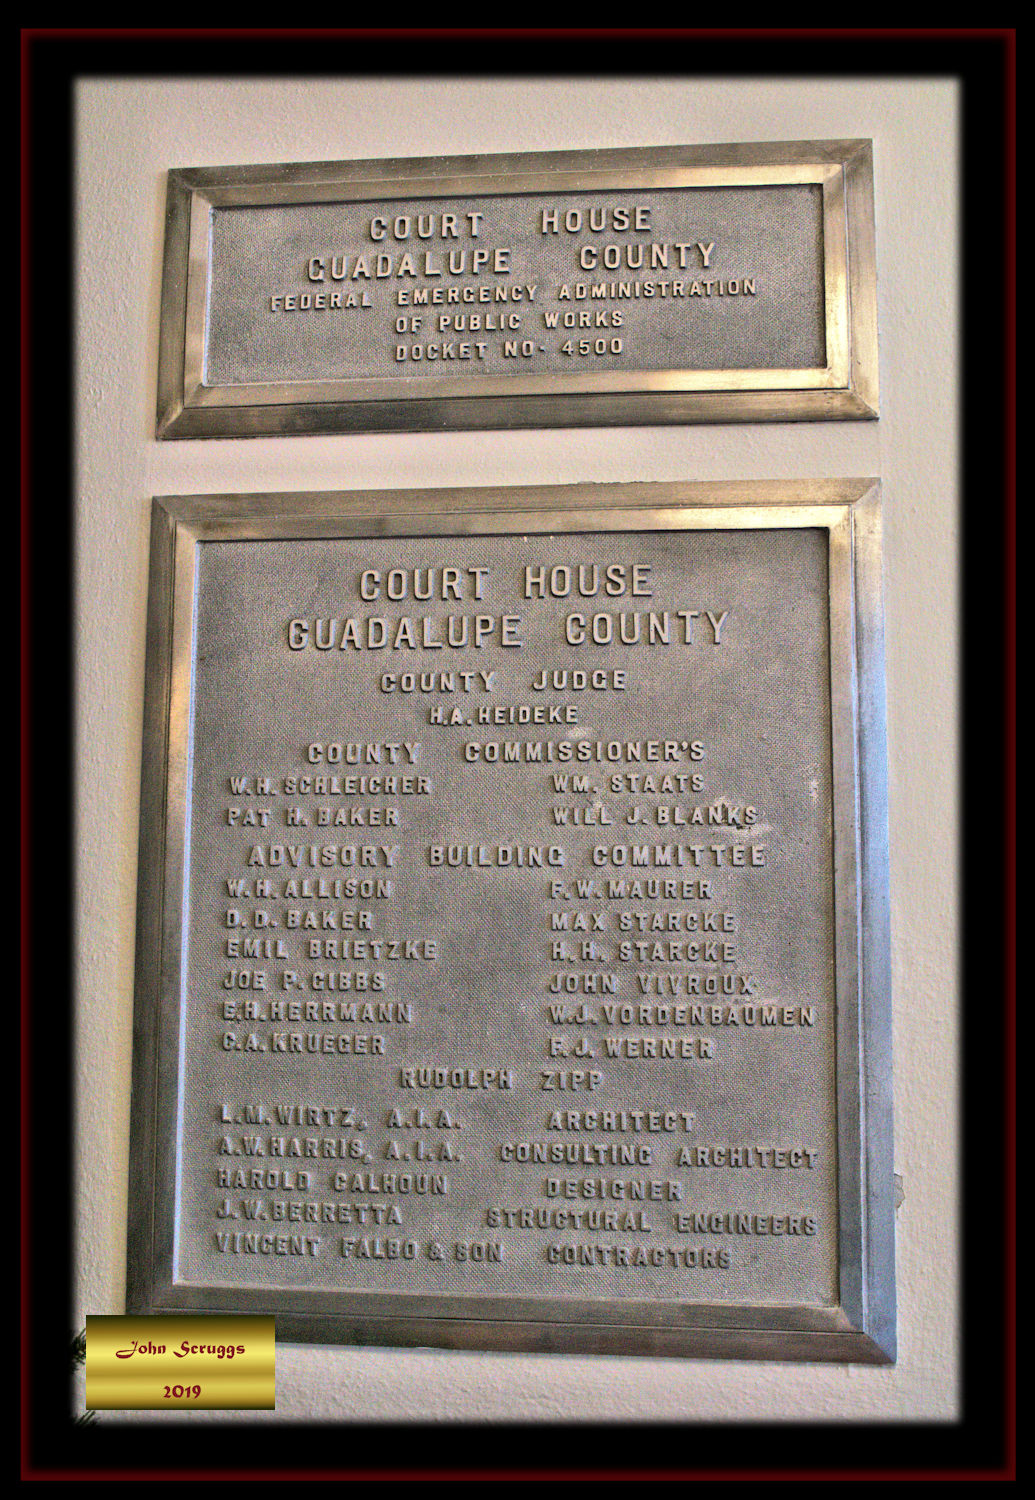 COURT HOUSE
GUADALUPE COUNTY
FEDERAL EMERGENCY ADMINISTRATION
OF PUBLIC WORKS
DOCKET NO- 4500
COURT HOUSE
GUADALUPE COUNTY
COUNTY JUDGE
H.A. HEIDEKE
COUNTY COMMISSIONER'S
W.H. SCHLEICHER WM. STAATS
PAT H. BAKER WILL J. BLANKS
ADVISORY BUILDING COMMITTEE
W.H. ALLISON F.W. MAURER
D.D. BAKER MAX STARCKE
EMIL BRIETZKE H.H. STARCKE
JOE P. GIBBS JOHN VIVROUX
E.H. HERRMANN W.J. VORDENBAUMEN
C.A. KRUEGER F.J. WERNER
RUDOLPH ZIPP
L.M. WIRTZ, A.I.A. ARCHITECT
A.W. HARRIS, A.I.A. CONSULTING ARCHITECT
HAROLD CALHOUN DESIGNER
J.W. BERRETTA STRUCTURAL ENGINEERS
VINCENT FALBO & SON CONTRACTORS
John Scruggs
2019